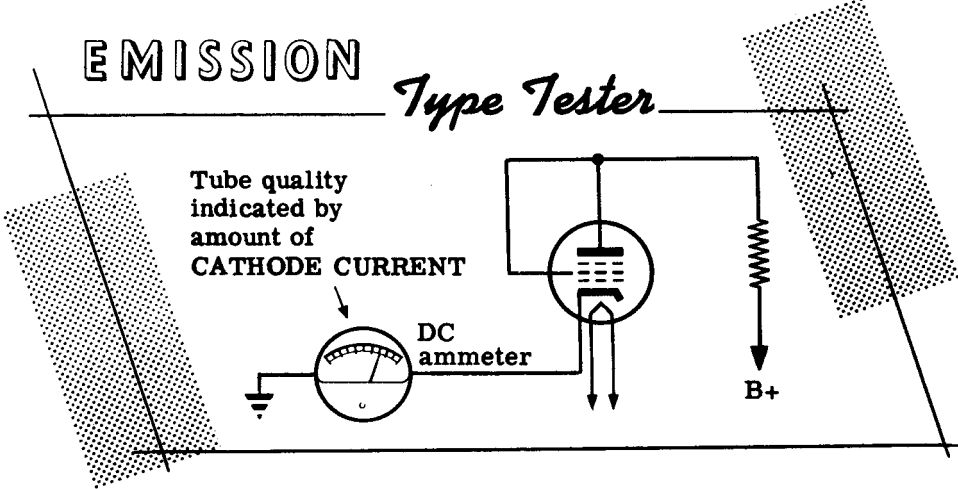 EMISSION
Type Tester
Tube quality
indicated by
amount of
CATHODE CURRENT
DC
ammeter
B+